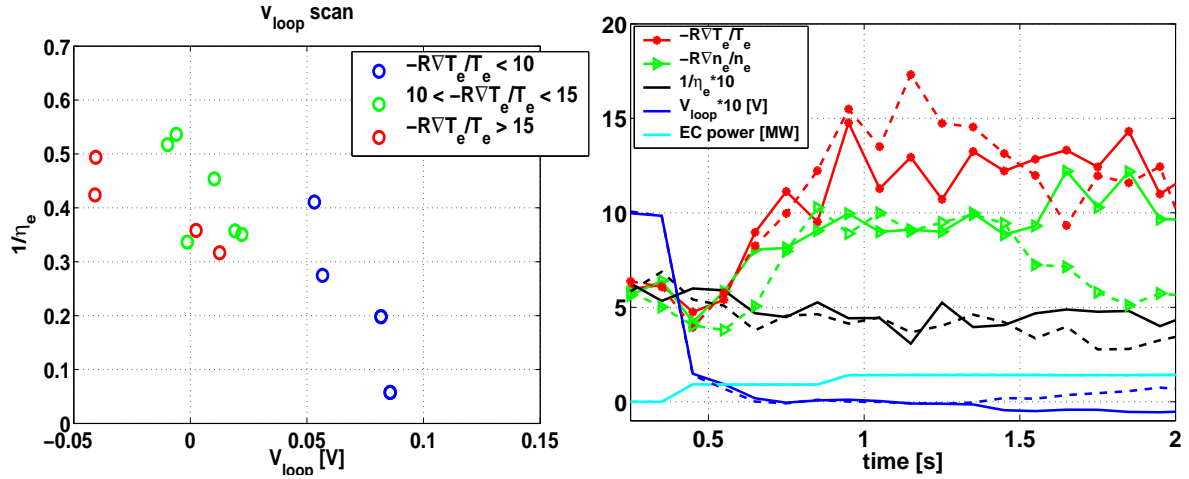 V_loop scan
1/η_e
0.7
0.6
0.5
0.4
0.3
0.2
0.1
0
−0.05
0
0.05
0.1
0.15
V_loop [V]
−R∇T_e/T_e < 10
10 < −R∇T_e/T_e < 15
−R∇T_e/T_e > 15
20
15
10
5
0
0.5
1
1.5
2
time [s]
−R∇T_e/T_e
−R∇n_e/n_e
1/η_e*10
V_loop*10 [V]
EC power [MW]